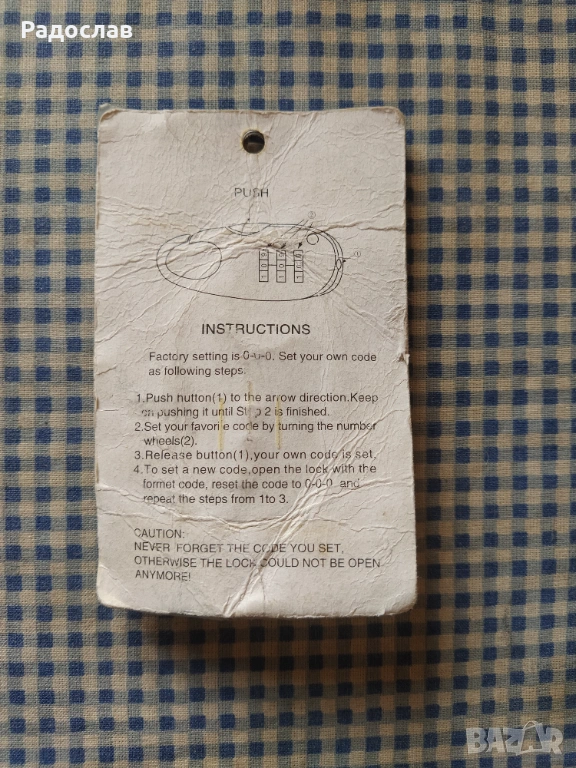 Радослав
PUSH
INSTRUCTIONS
Factory setting is 0-0-0. Set your own code
as following steps.
1.Push hutton(1) to the arrow direction.Keep
on pushing it until Step 2 is finished.
2.Set your favorite code by turning the number
wheels(2).
3.Release button(1),your own code is set.
4.To set a new code,open the lock with the
formet code, reset the code to 0-0-0 and
repeat the steps from 1to 3.
CAUTION:
NEVER FORGET THE CODE YOU SET,
OTHERWISE THE LOCK COULD NOT BE OPEN
ANYMORE!
BAZAR